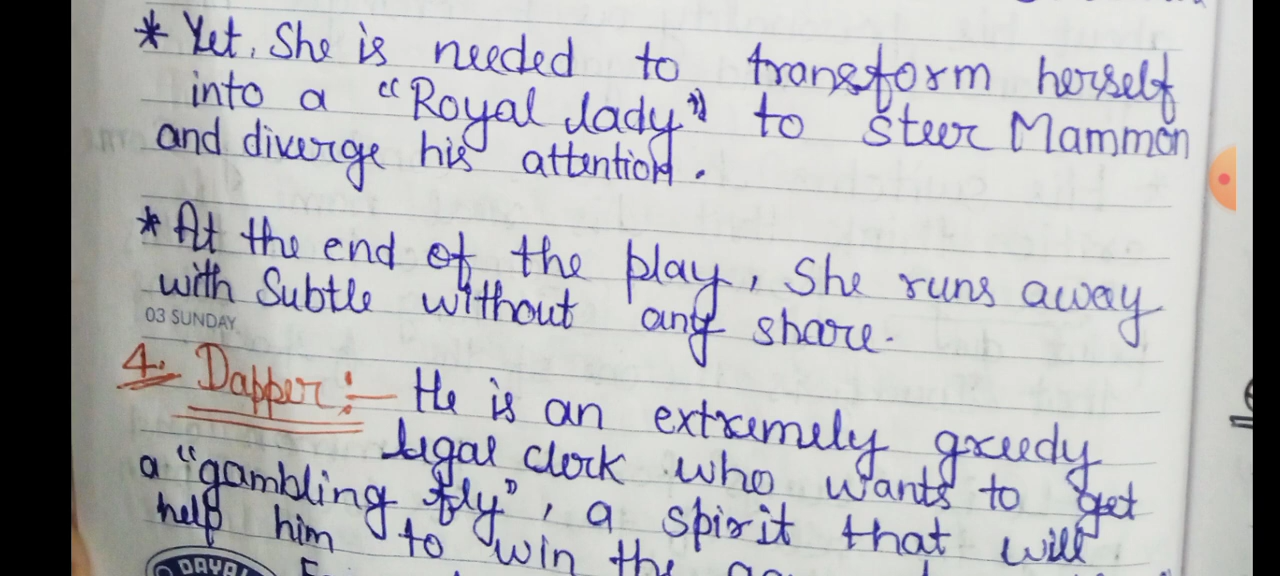 * Yet, She is needed to transform herself
into a "Royal lady" to steer Mammon
and diverge his attention.
* At the end of the play, She runs away
with Subtle without any share.
03 SUNDAY
4. Dapper:- He is an extremely greedy
legal clerk who wants to get
a "gambling fly", a spirit that will
help him to win the
DAYAL